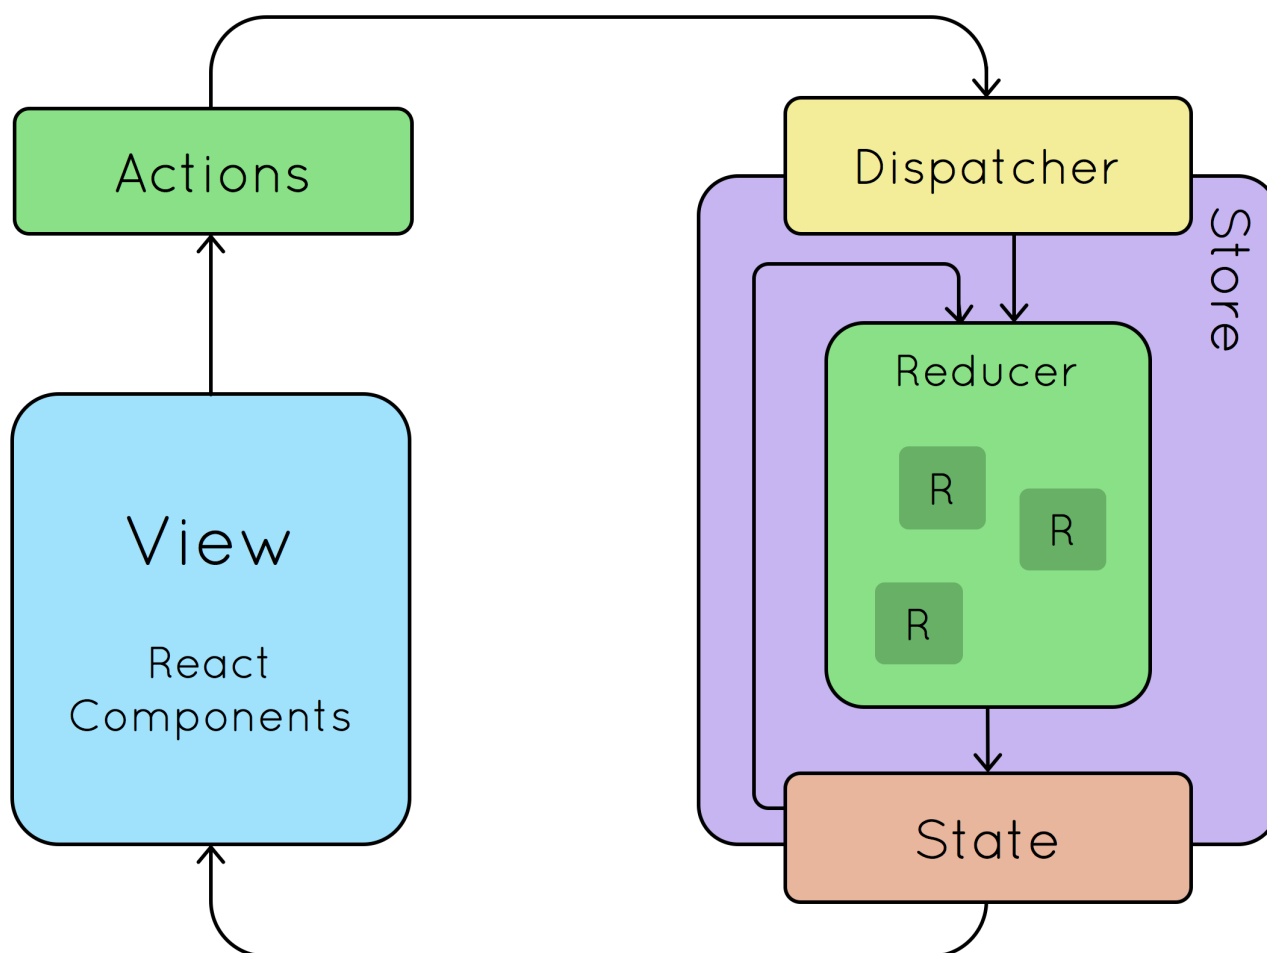 Actions
Dispatcher
Store
Reducer
R
R
R
View
React
Components
State